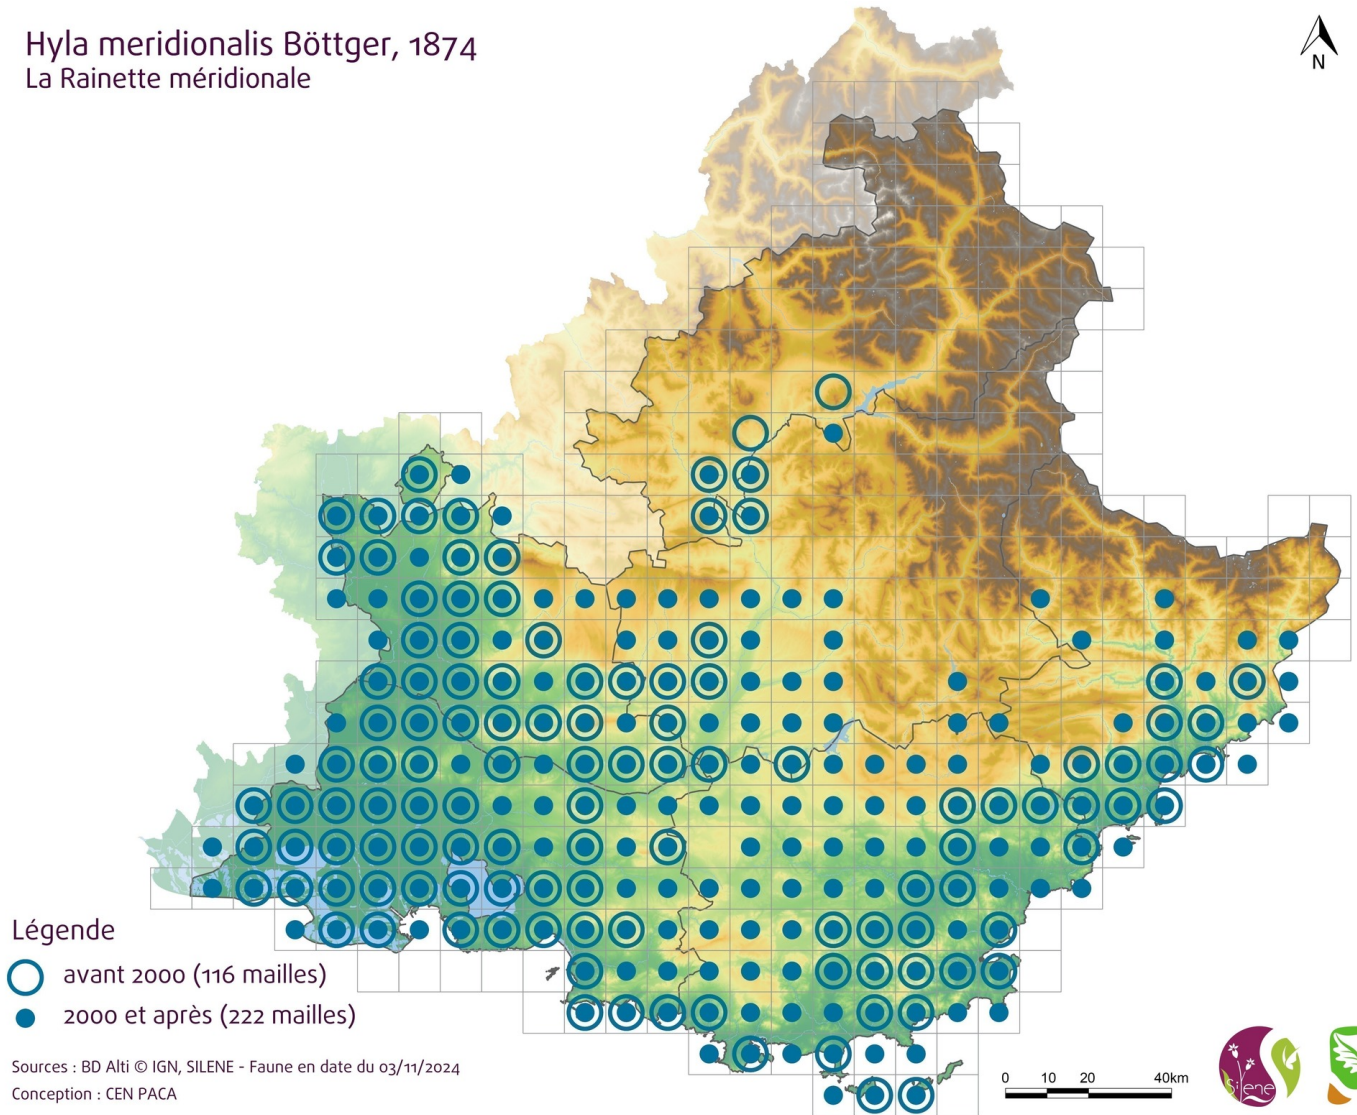 Hyla meridionalis Böttger, 1874
La Rainette méridionale
N
Légende
avant 2000 (116 mailles)
2000 et après (222 mailles)
Sources : BD Alti © IGN, SILENE - Faune en date du 03/11/2024
Conception : CEN PACA
0 10 20 40km
Silene